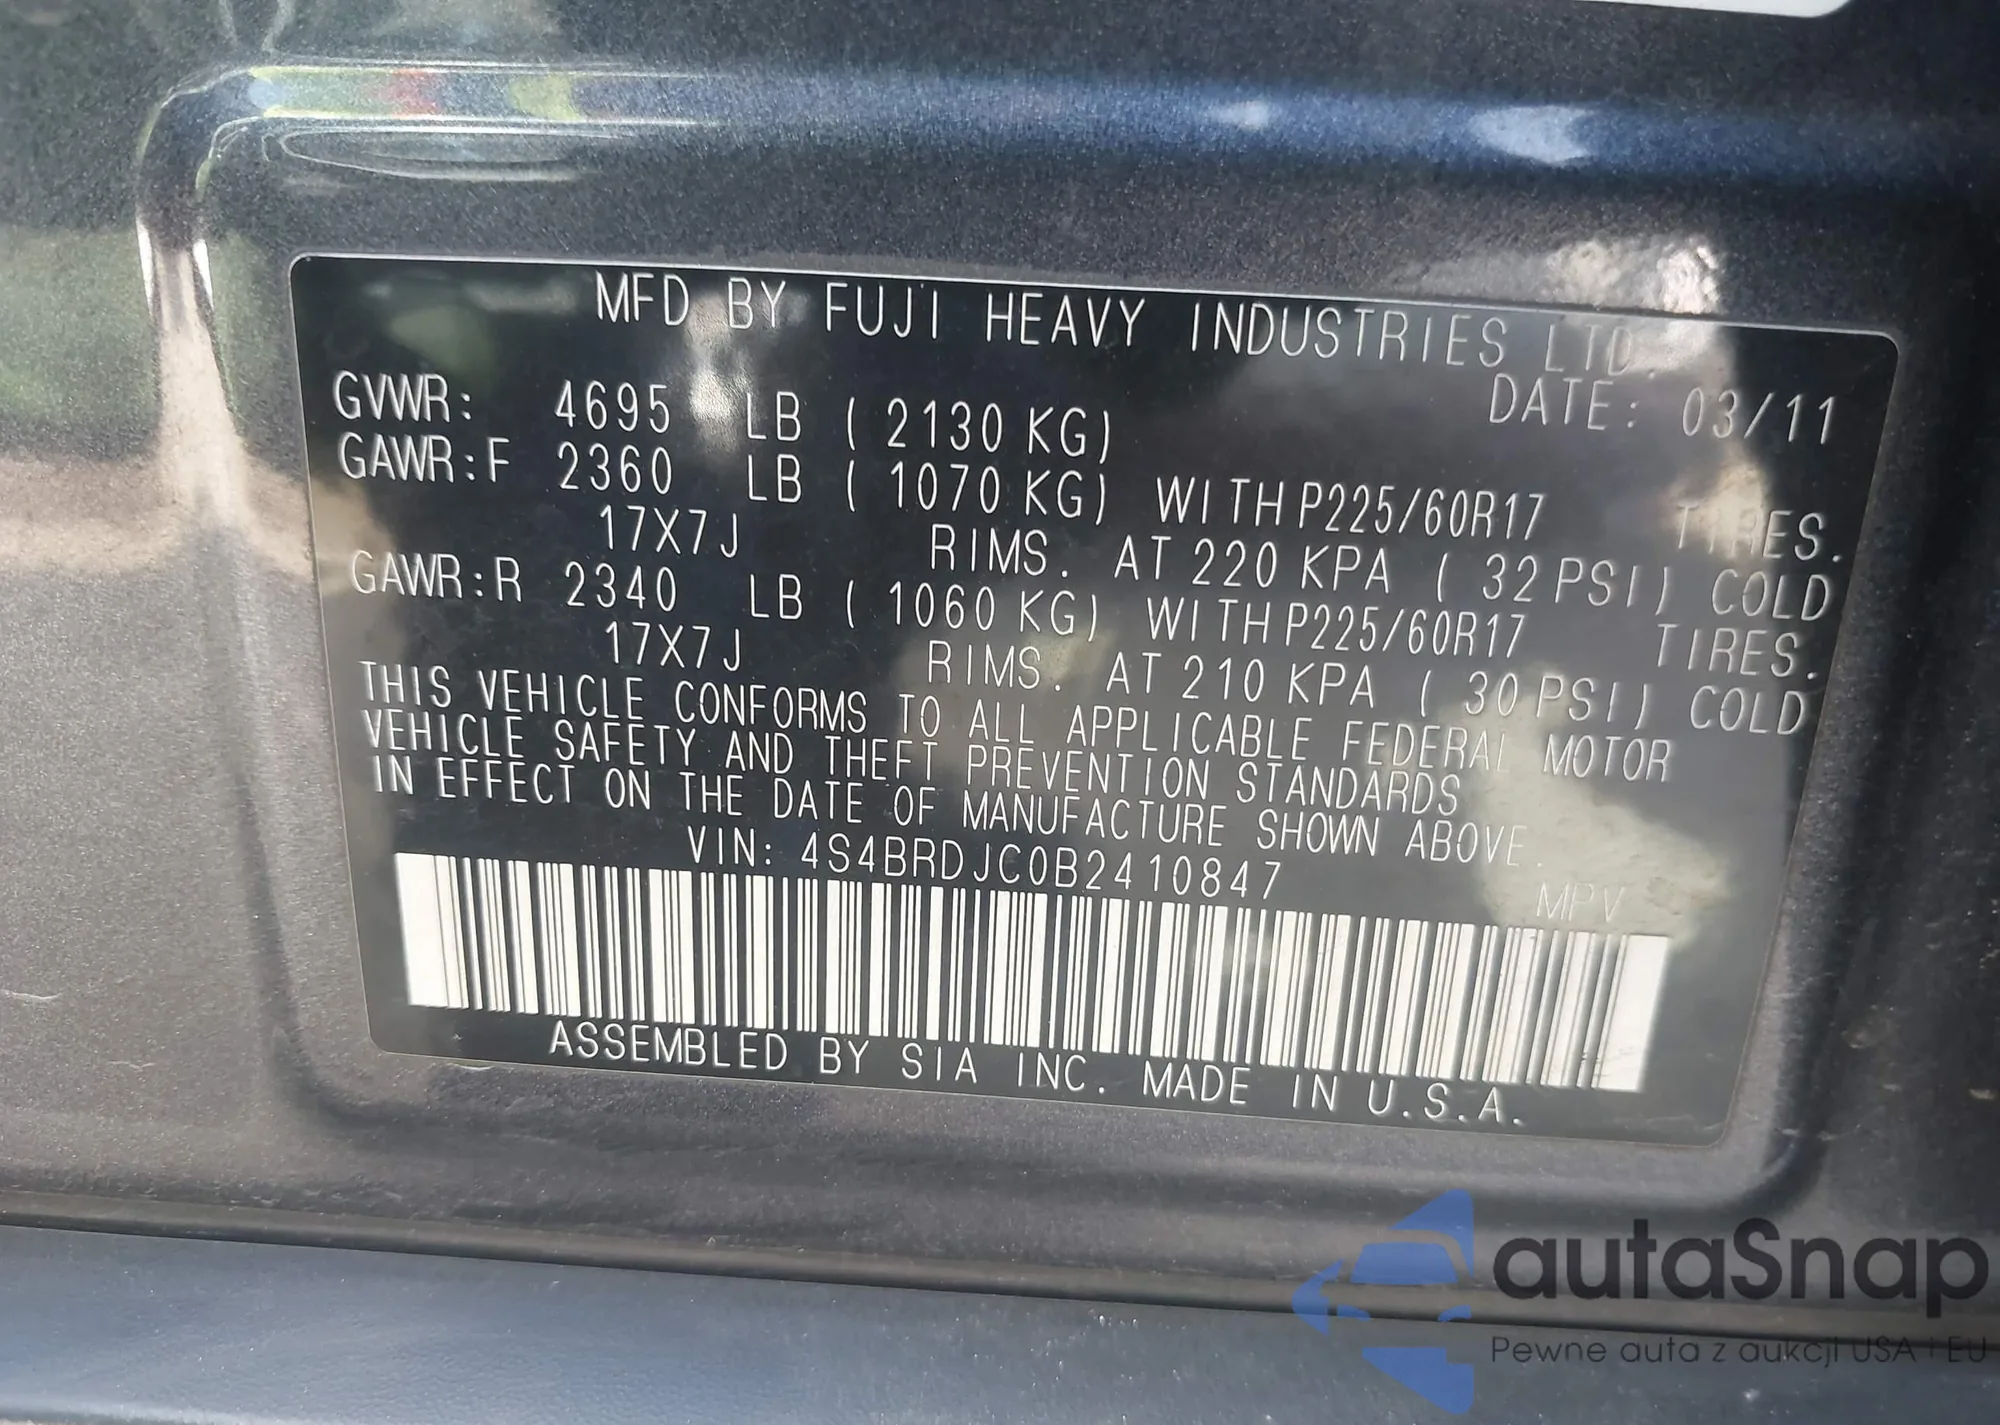 MFD BY FUJI HEAVY INDUSTRIES LTD.
DATE: 03/11
GVWR: 4695 LB ( 2130 KG)
GAWR:F 2360 LB ( 1070 KG) WITH P225/60R17 TIRES.
17X7J RIMS. AT 220 KPA ( 32 PSI) COLD
GAWR:R 2340 LB ( 1060 KG) WITH P225/60R17 TIRES.
17X7J RIMS. AT 210 KPA ( 30 PSI) COLD
THIS VEHICLE CONFORMS TO ALL APPLICABLE FEDERAL MOTOR
VEHICLE SAFETY AND THEFT PREVENTION STANDARDS
IN EFFECT ON THE DATE OF MANUFACTURE SHOWN ABOVE.
VIN: 4S4BRDJC0B2410847
MPV
ASSEMBLED BY SIA INC. MADE IN U.S.A.
autaSnap
Pewne auta z aukcji USA i EU